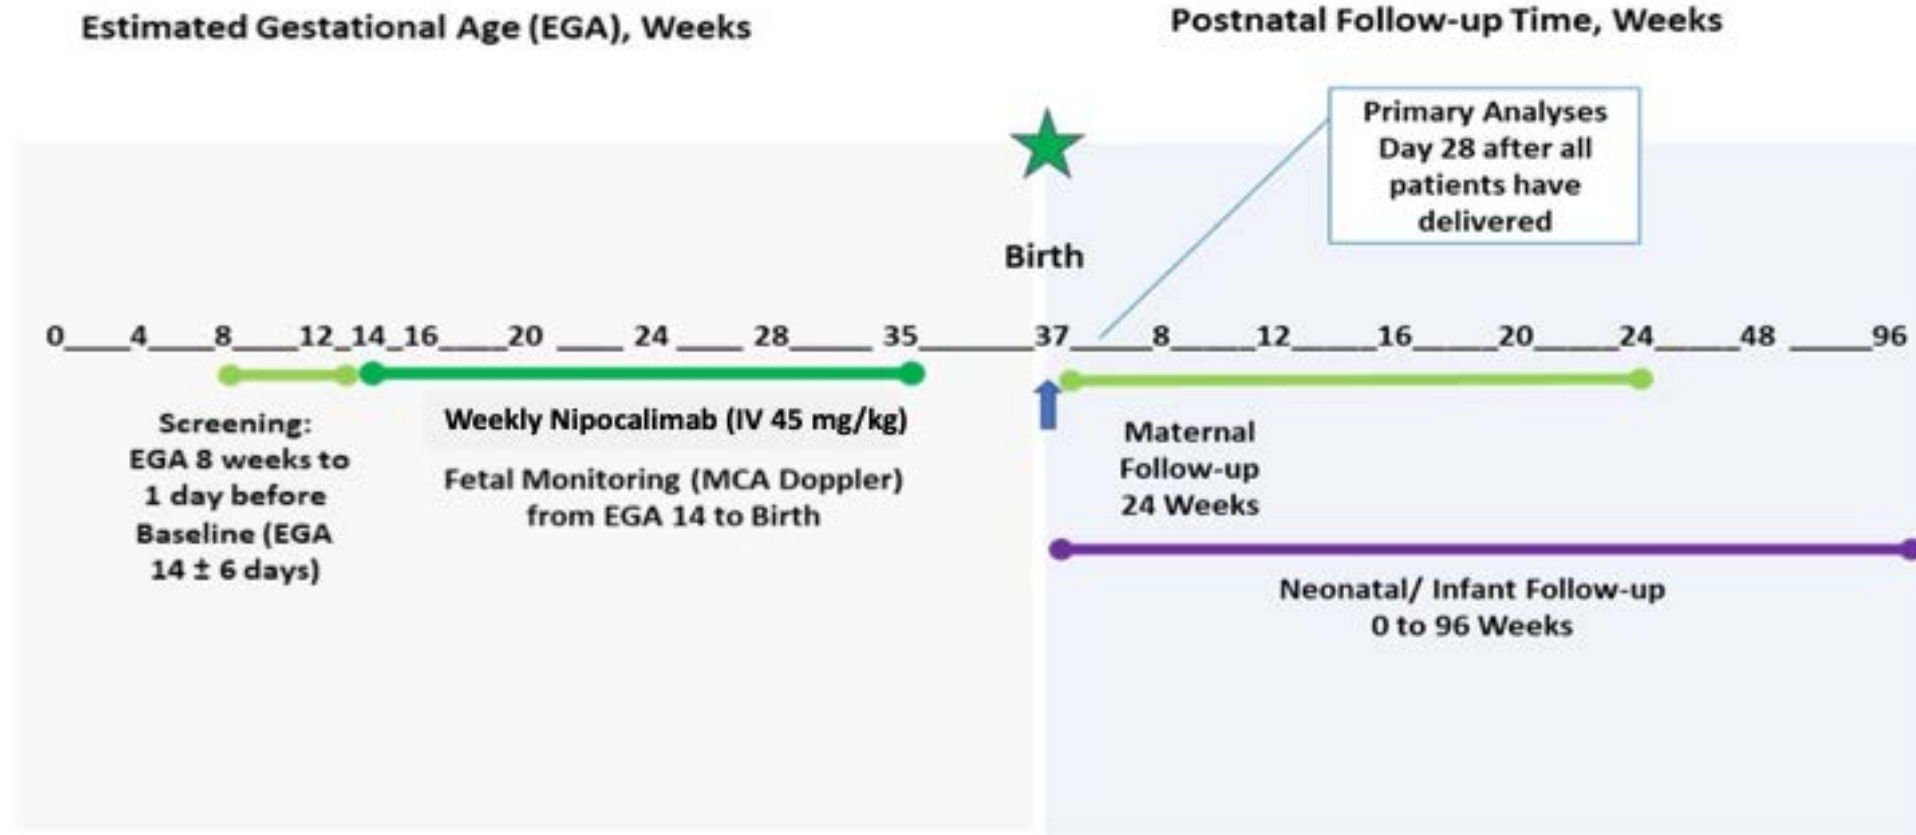 Estimated Gestational Age (EGA), Weeks
Postnatal Follow-up Time, Weeks
Primary Analyses
Day 28 after all
patients have
delivered
Birth
0____4____8____12_14_16____20 ____ 24 ____ 28____ 35______37____8____12____16____20____24____48 ____96
Screening:
EGA 8 weeks to
1 day before
Baseline (EGA
14 ± 6 days)
Weekly Nipocalimab (IV 45 mg/kg)
Fetal Monitoring (MCA Doppler)
from EGA 14 to Birth
Maternal
Follow-up
24 Weeks
Neonatal/ Infant Follow-up
0 to 96 Weeks